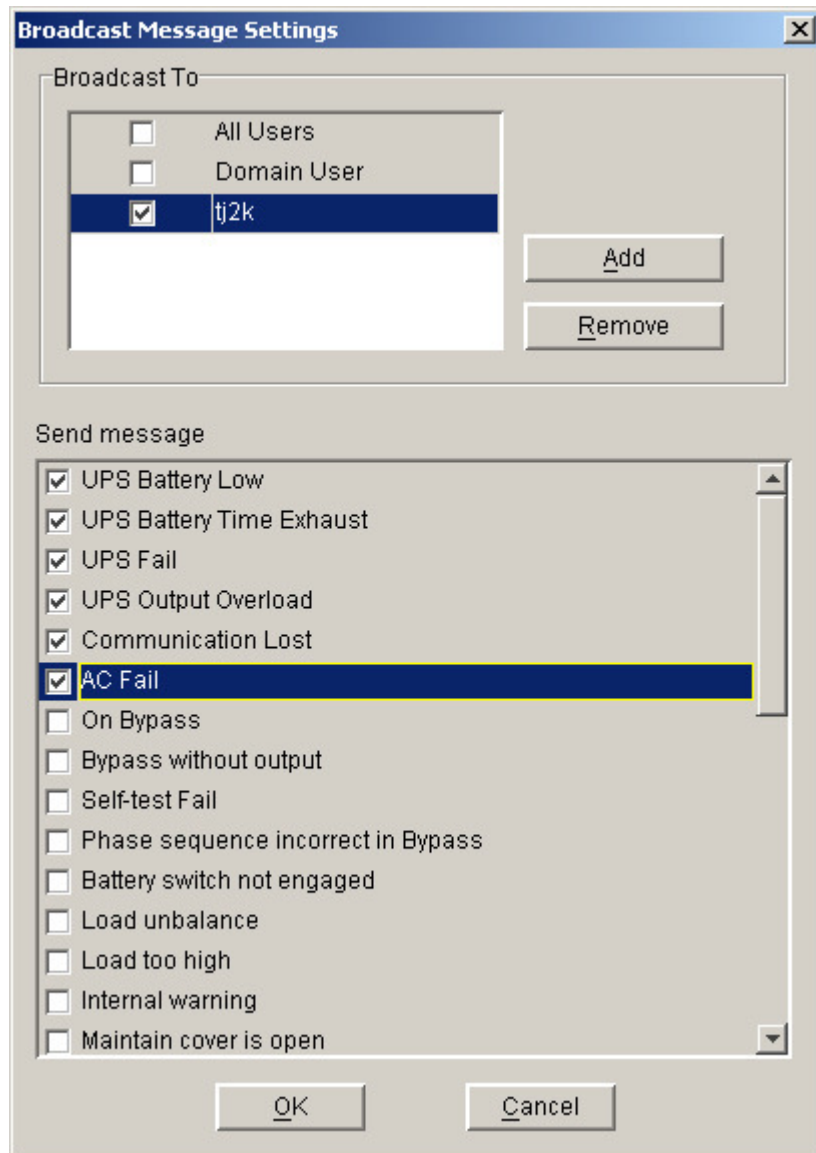 Broadcast Message Settings
Broadcast To
All Users
Domain User
tj2k
Add
Remove
Send message
UPS Battery Low
UPS Battery Time Exhaust
UPS Fail
UPS Output Overload
Communication Lost
AC Fail
On Bypass
Bypass without output
Self-test Fail
Phase sequence incorrect in Bypass
Battery switch not engaged
Load unbalance
Load too high
Internal warning
Maintain cover is open
OK
Cancel